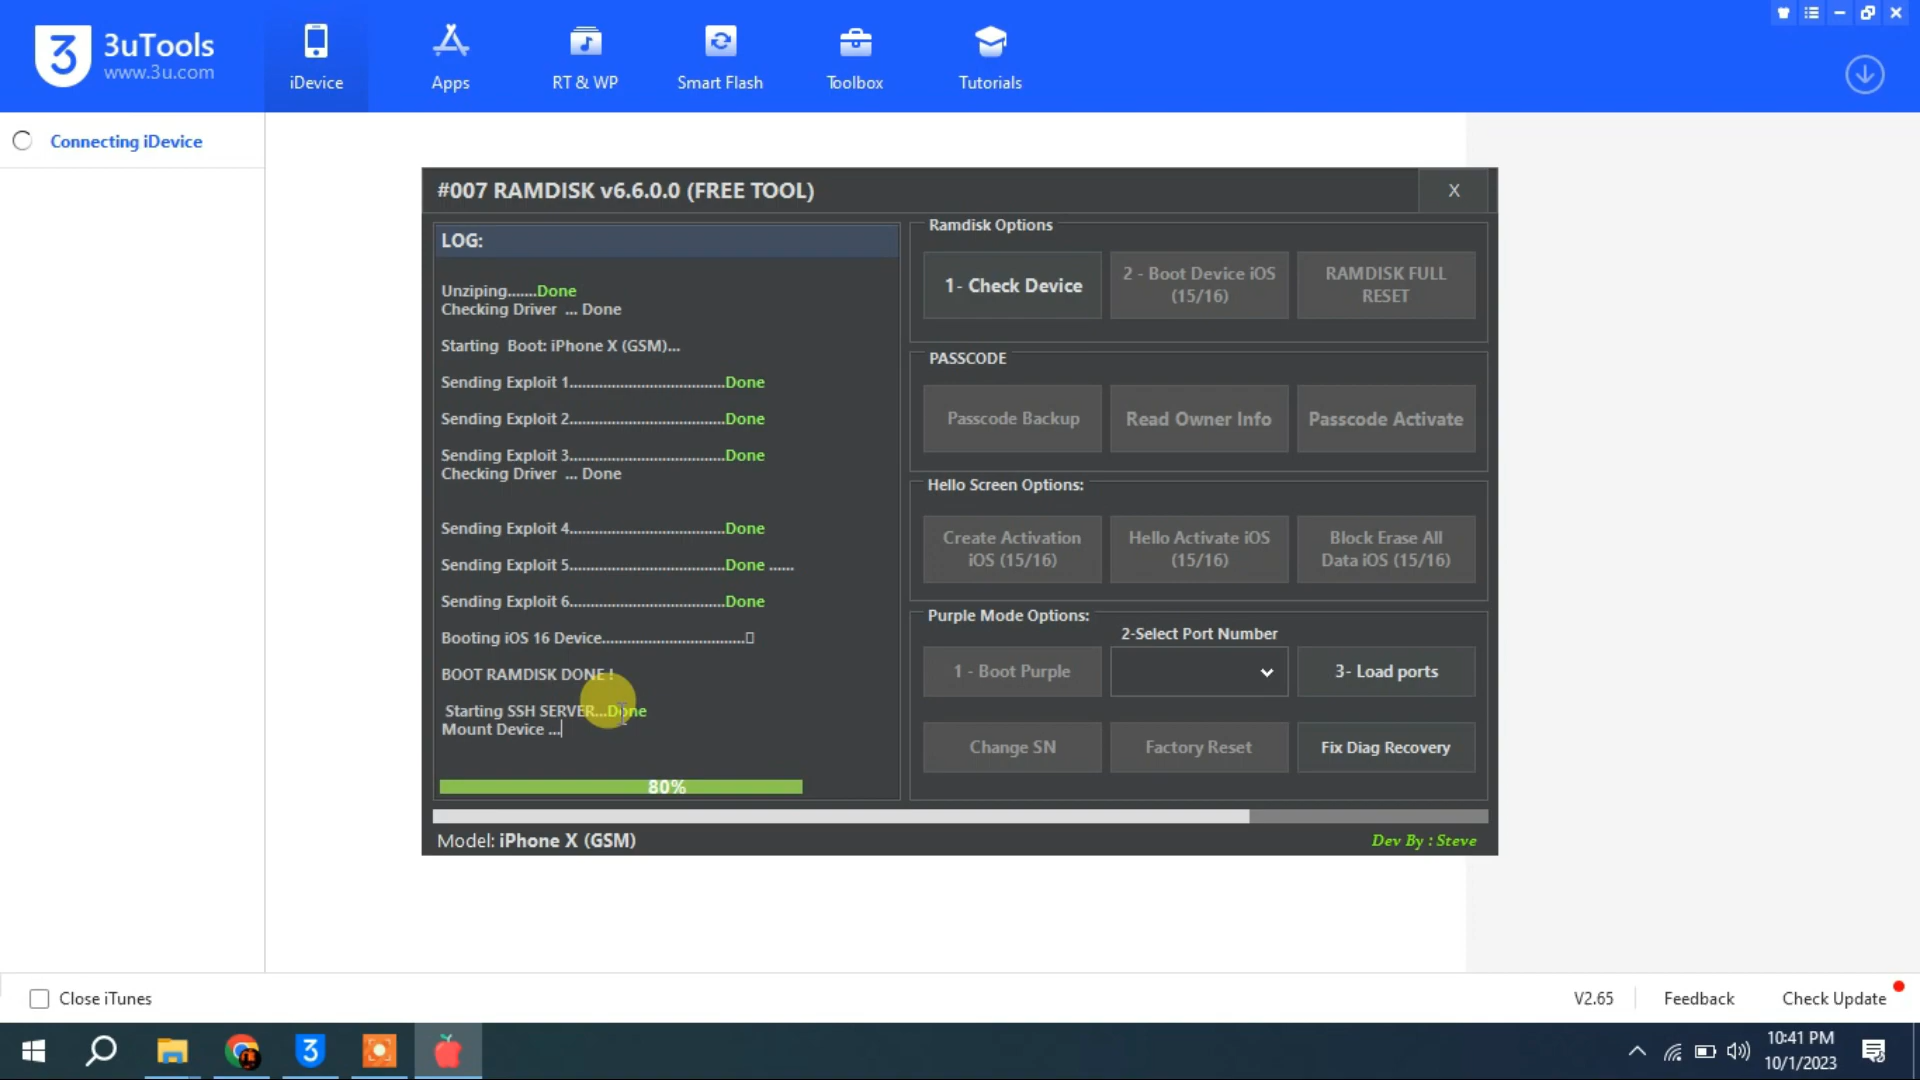 3uTools
www.3u.com
iDevice
Apps
RT & WP
Smart Flash
Toolbox
Tutorials
Connecting iDevice
#007 RAMDISK v6.6.0.0 (FREE TOOL)
X
LOG:
Unziping.......Done
Checking Driver ... Done
Starting Boot: iPhone X (GSM)...
Sending Exploit 1.....................................Done
Sending Exploit 2.....................................Done
Sending Exploit 3.....................................Done
Checking Driver ... Done
Sending Exploit 4.....................................Done
Sending Exploit 5.....................................Done ......
Sending Exploit 6.....................................Done
Booting iOS 16 Device..................................
BOOT RAMDISK DONE !
Starting SSH SERVER...Done
Mount Device ...
80%
Ramdisk Options
1- Check Device
2 - Boot Device iOS
(15/16)
RAMDISK FULL
RESET
PASSCODE
Passcode Backup
Read Owner Info
Passcode Activate
Hello Screen Options:
Create Activation
iOS (15/16)
Hello Activate iOS
(15/16)
Block Erase All
Data iOS (15/16)
Purple Mode Options:
2-Select Port Number
1 - Boot Purple
3- Load ports
Change SN
Factory Reset
Fix Diag Recovery
Model: iPhone X (GSM)
Dev By : Steve
Close iTunes
V2.65
Feedback
Check Update
3
10:41 PM
10/1/2023